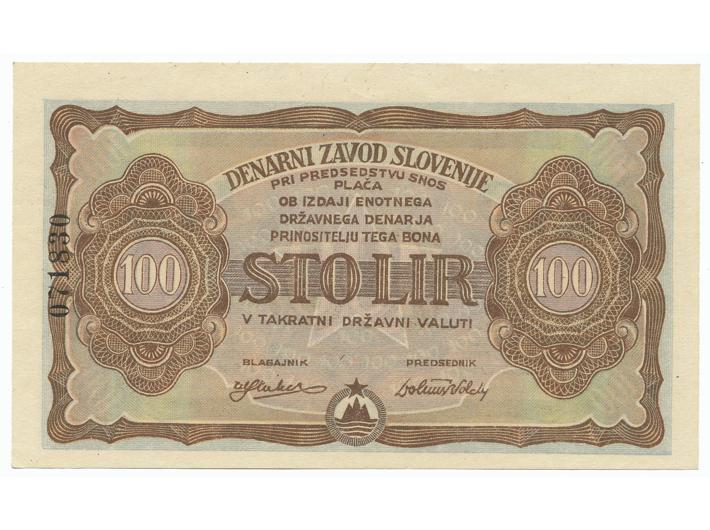 DENARNI ZAVOD SLOVENIJE
PRI PREDSEDSTVU SNOS
PLAČA
OB IZDAJI ENOTNEGA
DRŽAVNEGA DENARJA
PRINOSITELJU TEGA BONA
071830
100
STO LIR
100
V TAKRATNI DRŽAVNI VALUTI
BLAGAJNIK
PREDSEDNIK